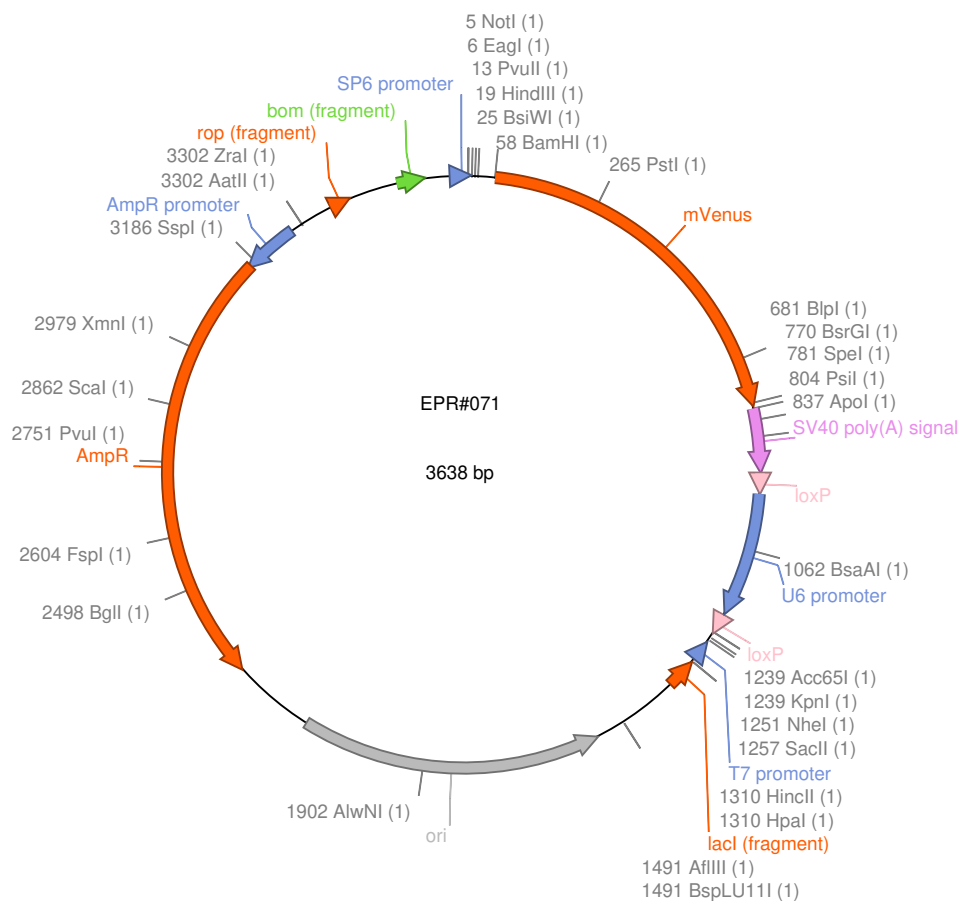 5 NotI (1)
6 EagI (1)
13 PvuII (1)
SP6 promoter
19 HindIII (1)
bom (fragment)
25 BsiWI (1)
rop (fragment)
58 BamHI (1)
3302 ZraI (1)
265 PstI (1)
3302 AatII (1)
AmpR promoter
mVenus
3186 SspI (1)
681 BlpI (1)
2979 XmnI (1)
770 BsrGI (1)
781 SpeI (1)
804 PsiI (1)
2862 ScaI (1)
837 ApoI (1)
EPR#071
SV40 poly(A) signal
2751 PvuI (1)
AmpR
3638 bp
loxP
2604 FspI (1)
1062 BsaAI (1)
U6 promoter
2498 BglI (1)
loxP
1239 Acc65I (1)
1239 KpnI (1)
1251 NheI (1)
1257 SacII (1)
T7 promoter
1310 HincII (1)
1902 AlwNI (1)
1310 HpaI (1)
ori
lacI (fragment)
1491 AflIII (1)
1491 BspLU11I (1)